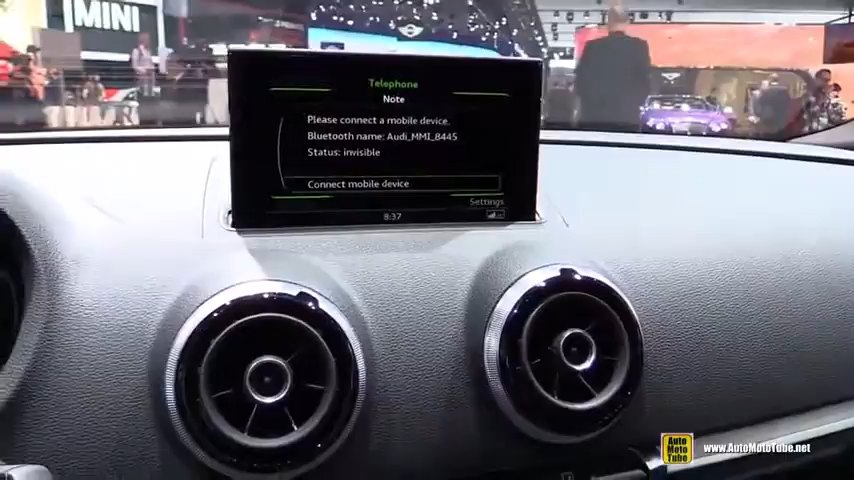 MINI
Telephone
Note
Please connect a mobile device.
Bluetooth name: Audi_MMI_8445
Status: invisible
Connect mobile device
Settings
8:37
Auto
Moto
Tube
www.AutoMotoTube.net